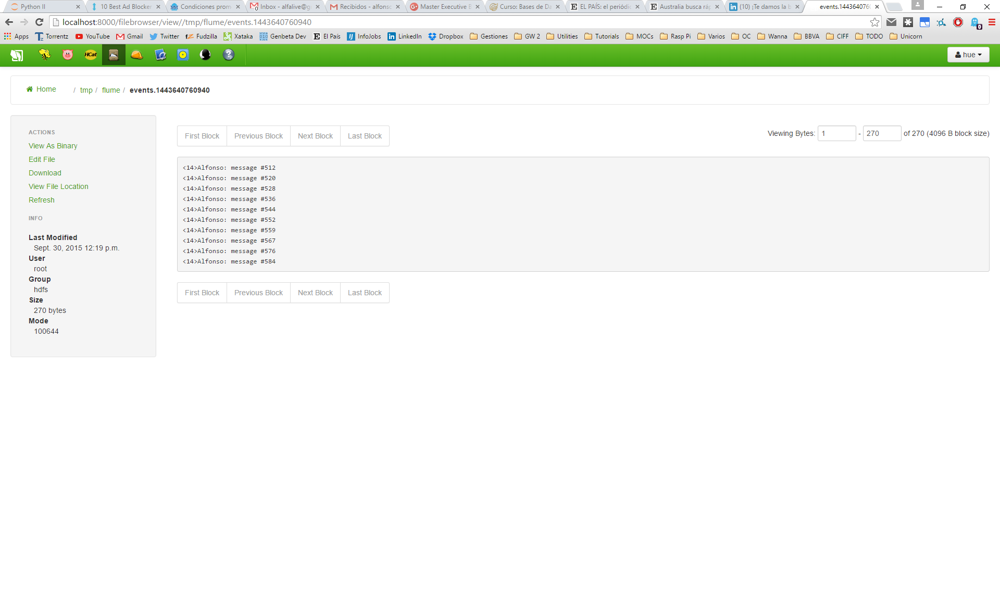 Python II
10 Best Ad Blocker
Condiciones prom
Inbox - alfalive@g
Recibidos - alfonso
Master Executive B
Curso: Bases de Da
EL PAÍS: el periódic
Australia busca ráp
(10) ¡Te damos la b
events.1443640760
localhost:8000/filebrowser/view//tmp/flume/events.1443640760940
Apps Torrentz YouTube Gmail Twitter Fudzilla Xataka Genbeta Dev El País InfoJobs LinkedIn Dropbox Gestiones GW 2 Utilities Tutorials MOCs Rasp Pi Varios OC Wanna BBVA CIFF TODO Unicorn
HCat
hue
Home / tmp / flume / events.1443640760940
ACTIONS
View As Binary
Edit File
Download
View File Location
Refresh
INFO
Last Modified
Sept. 30, 2015 12:19 p.m.
User
root
Group
hdfs
Size
270 bytes
Mode
100644
First Block Previous Block Next Block Last Block
Viewing Bytes: 1 - 270 of 270 (4096 B block size)
<14>Alfonso: message #512
<14>Alfonso: message #520
<14>Alfonso: message #528
<14>Alfonso: message #536
<14>Alfonso: message #544
<14>Alfonso: message #552
<14>Alfonso: message #559
<14>Alfonso: message #567
<14>Alfonso: message #576
<14>Alfonso: message #584
First Block Previous Block Next Block Last Block